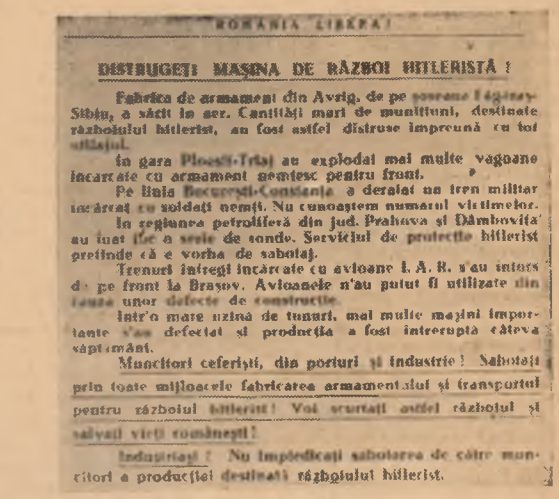 ROMÂNIA LIBERĂ!
DISTRUGEȚI MAȘINA DE RĂZBOI HITLERISTĂ !
Fabrica de armament din Avrig, de pe șoseaua Făgăraș-
Sibiu, a sărit în aer. Cantități mari de munițiuni, destinate
războiului hitlerist, au fost astfel distruse împreună cu tot
utilajul.
În gara Ploești-Triaj au explodat mai multe vagoane
încărcate cu armament nemțesc pentru front.
Pe linia București-Constanța a deraiat un tren militar
încărcat cu soldați nemți. Nu cunoaștem numărul victimelor.
În regiunea petroliferă din jud. Prahova și Dâmbovița
au luat foc o serie de sonde. Serviciul de protecție hitlerist
pretinde că e vorba de sabotaj.
Trenuri întregi încărcate cu avioane I. A. R. s'au întors
de pe front la Brașov. Avioanele n'au putut fi utilizate din
cauza unor defecte de construcție.
Într'o mare uzină de tunuri, mai multe mașini impor-
tante s'au defectat și producția a fost întreruptă câteva
săptămâni.
Muncitori ceferiști, din porturi și industrie! Sabotați
prin toate mijloacele fabricarea armamentului și transportul
pentru războiul hitlerist! Voi scurtați astfel războiul și
salvați vieți românești!
Industriași ! Nu împiedicați sabotarea de către mun-
citori a producției destinată războiului hitlerist.